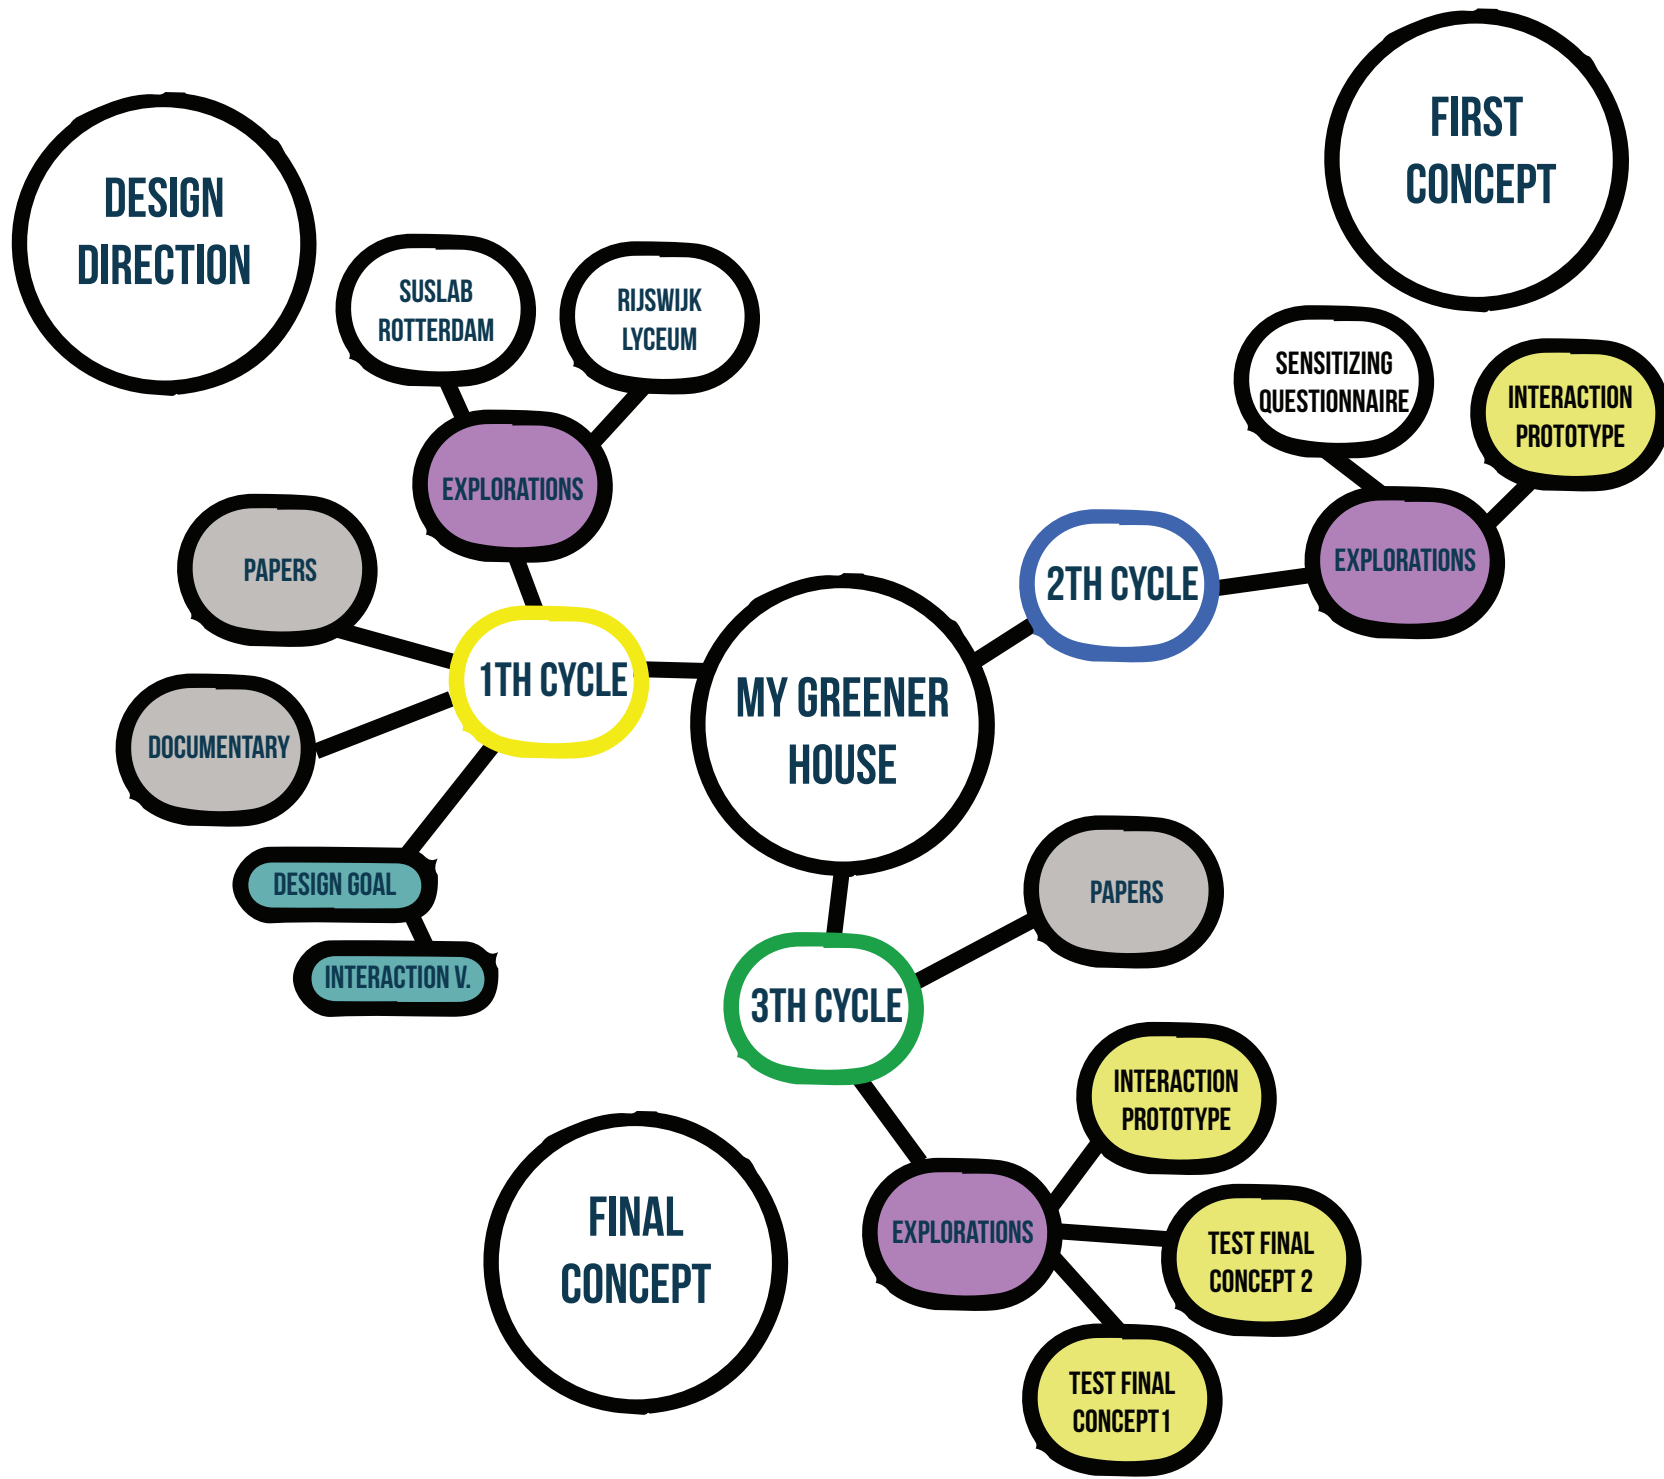 DESIGN
DIRECTION
FIRST
CONCEPT
SUSLAB
ROTTERDAM
RIJSWIJK
LYCEUM
SENSITIZING
QUESTIONNAIRE
INTERACTION
PROTOTYPE
EXPLORATIONS
EXPLORATIONS
PAPERS
2TH CYCLE
1TH CYCLE
MY GREENER
HOUSE
DOCUMENTARY
DESIGN GOAL
INTERACTION V.
PAPERS
3TH CYCLE
INTERACTION
PROTOTYPE
FINAL
CONCEPT
EXPLORATIONS
TEST FINAL
CONCEPT 2
TEST FINAL
CONCEPT1